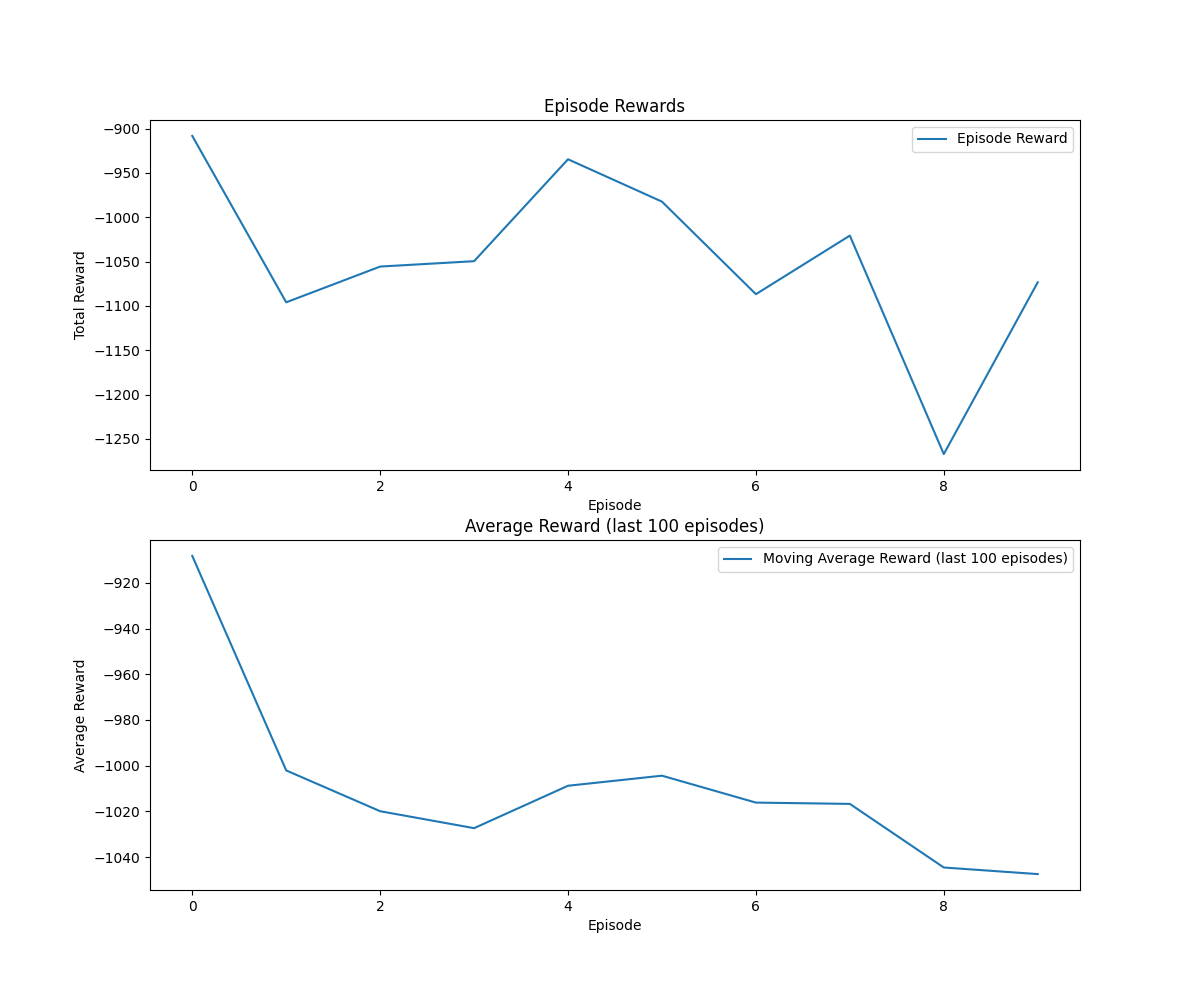 Episode Rewards
Episode Reward
−900
−950
−1000
−1050
−1100
−1150
−1200
−1250
Total Reward
0 2 4 6 8
Episode
Average Reward (last 100 episodes)
Moving Average Reward (last 100 episodes)
−920
−940
−960
−980
−1000
−1020
−1040
Average Reward
0 2 4 6 8
Episode